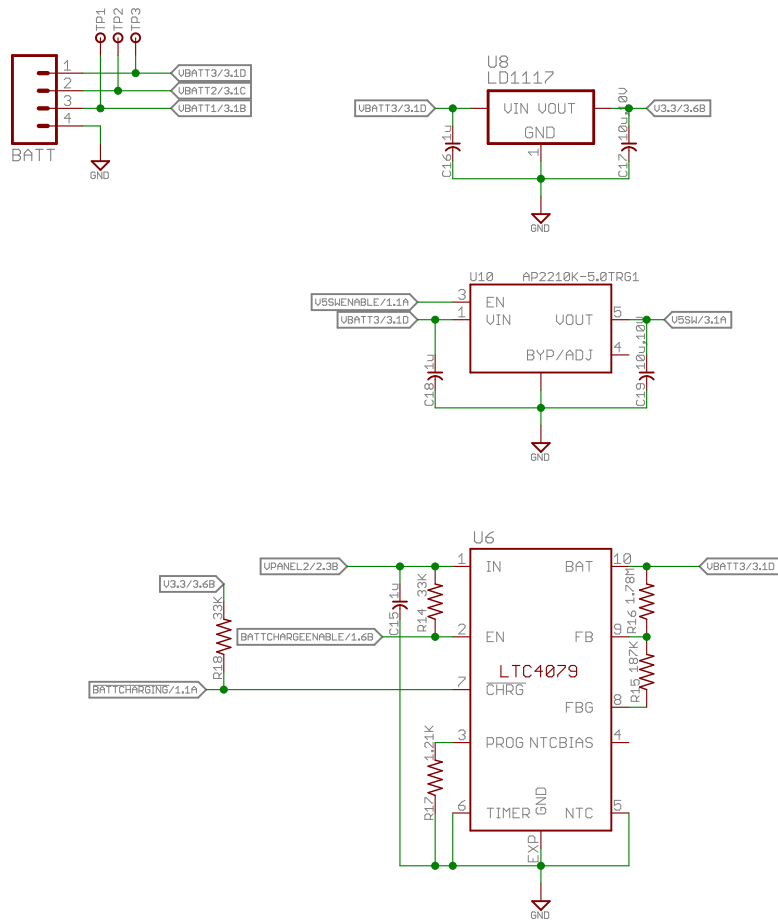 TP1
TP2
TP3
1
2
3
4
BATT
GND
VBATT3/3.1D
VBATT2/3.1C
VBATT1/3.1B
U8
LD1117
VBATT3/3.1D
VIN VOUT
GND
1
V3.3/3.6B
C16 1u
C17 10u,10V
GND
U10
AP2210K-5.0TRG1
V5SWENABLE/1.1A
3
EN
VBATT3/3.1D
1
VIN
VOUT
5
V5SW/3.1A
BYP/ADJ
4
C18 1u
C19 10u,10V
GND
U6
VPANEL2/2.3B
1
IN
BAT
10
VBATT3/3.1D
V3.3/3.6B
C15 1u
R14 33K
R16 1.78M
R18 33K
BATTCHARGEENABLE/1.6B
2
EN
FB
9
LTC4079
R15 187K
BATTCHARGING/1.1A
7
CHRG
FBG
8
3
PROG
NTCBIAS
4
R17 1.21K
6
TIMER
GND
NTC
5
EXP
GND